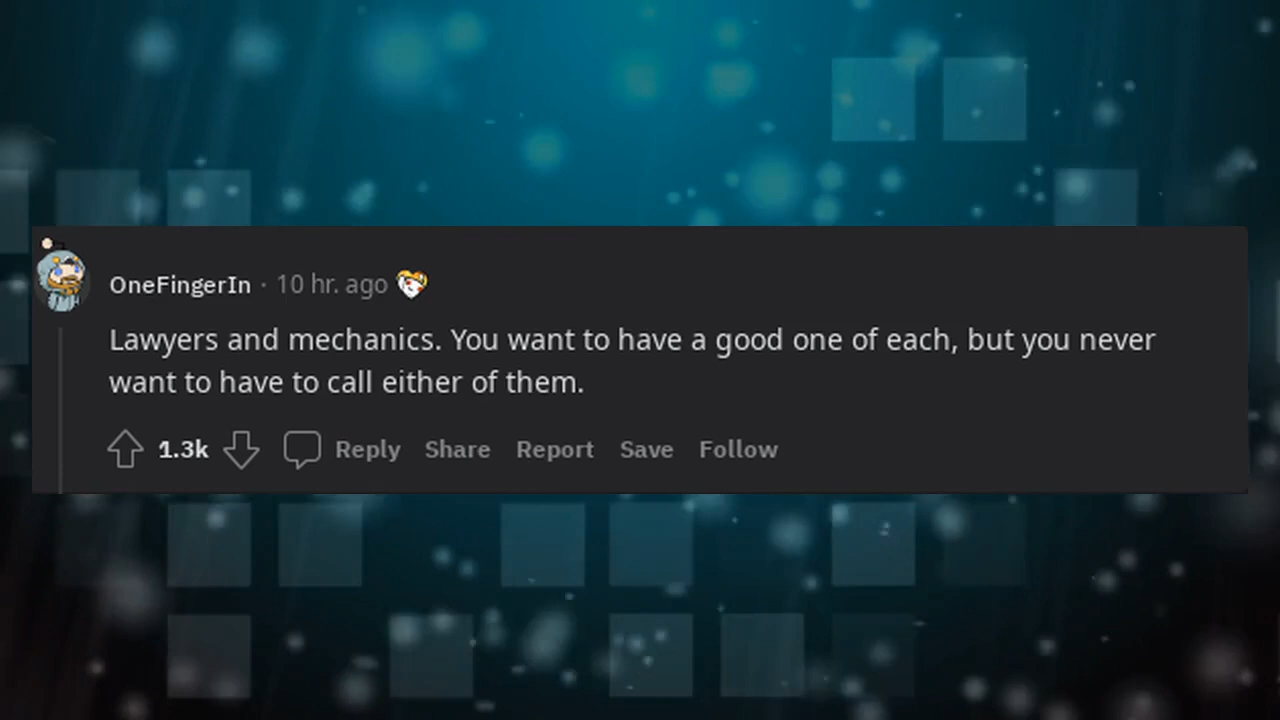 OneFingerIn · 10 hr. ago
Lawyers and mechanics. You want to have a good one of each, but you never
want to have to call either of them.
1.3k Reply Share Report Save Follow